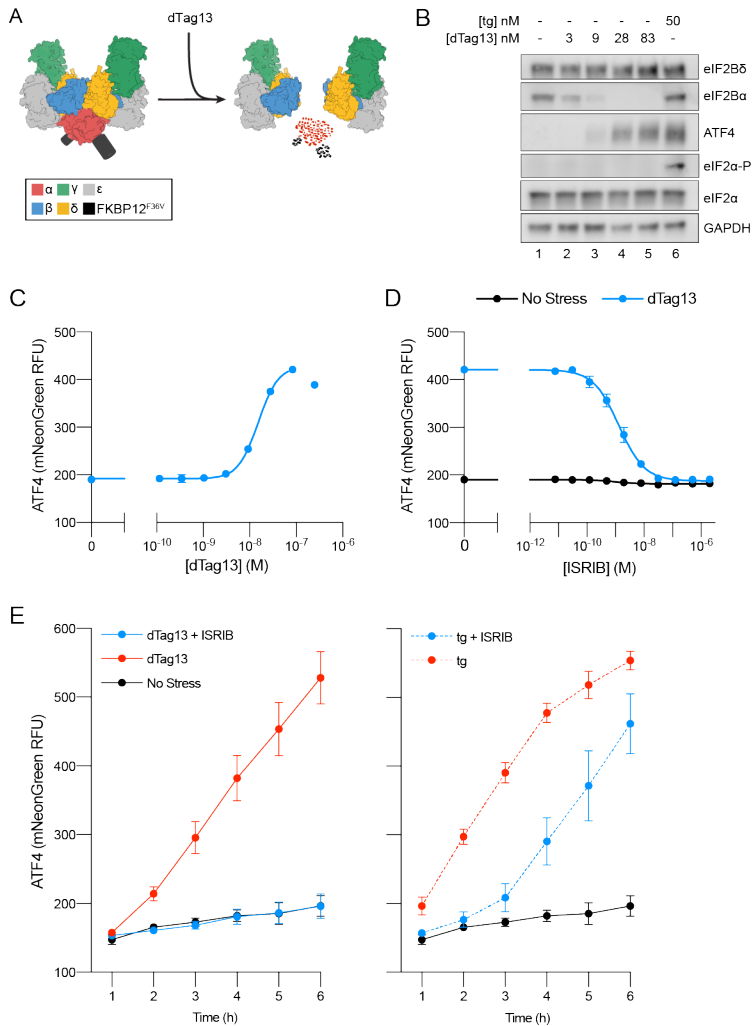 A
dTag13
α γ ε
β δ FKBP12F36V
B
[tg] nM - - - - - 50
[dTag13] nM - 3 9 28 83 -
eIF2Bδ
eIF2Bα
ATF4
eIF2α-P
eIF2α
GAPDH
1 2 3 4 5 6
C
ATF4 (mNeonGreen RFU)
500
400
300
200
100
0 10-10 10-9 10-8 10-7 10-6
[dTag13] (M)
D
No Stress dTag13
ATF4 (mNeonGreen RFU)
500
400
300
200
100
0 10-12 10-10 10-8 10-6
[ISRIB] (M)
E
ATF4 (mNeonGreen RFU)
600
500
400
300
200
100
dTag13 + ISRIB
dTag13
No Stress
1 2 3 4 5 6
Time (h)
tg + ISRIB
tg
1 2 3 4 5 6
Time (h)